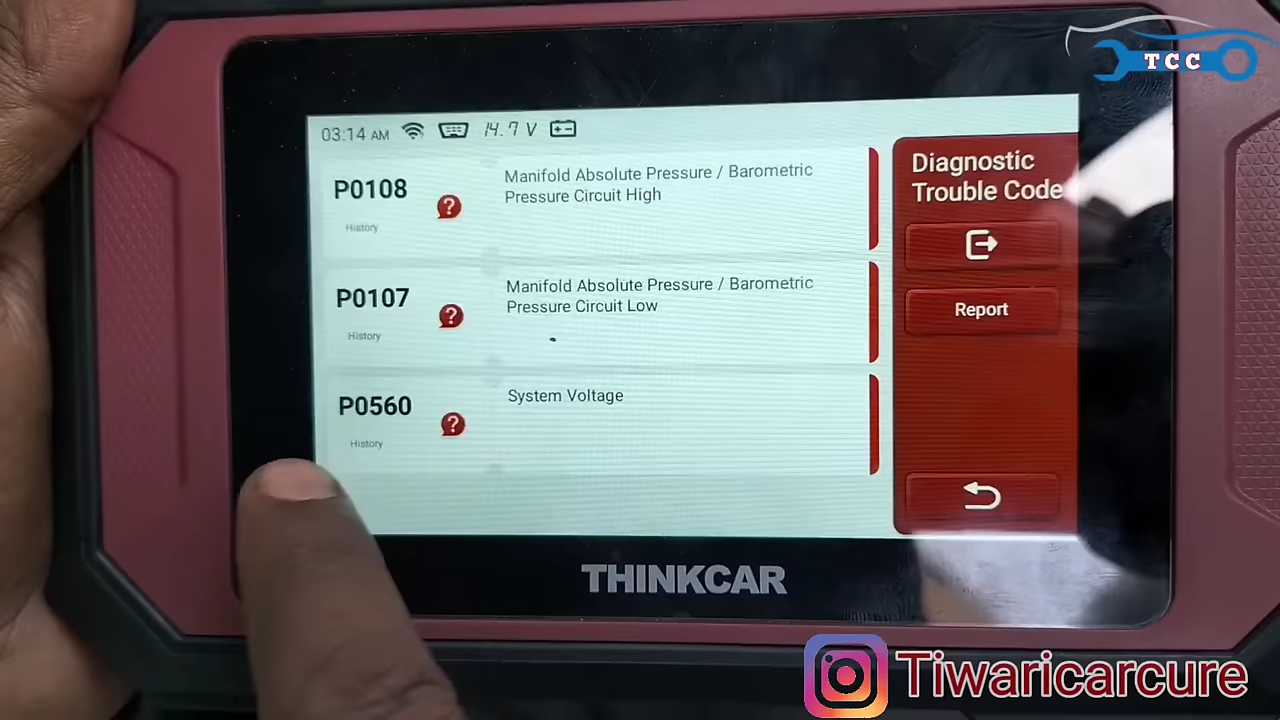 TCC
03:14 AM 14.7 V
P0108
History
Manifold Absolute Pressure / Barometric
Pressure Circuit High
P0107
History
Manifold Absolute Pressure / Barometric
Pressure Circuit Low
P0560
History
System Voltage
Diagnostic
Trouble Code
Report
THINKCAR
Tiwaricarcure